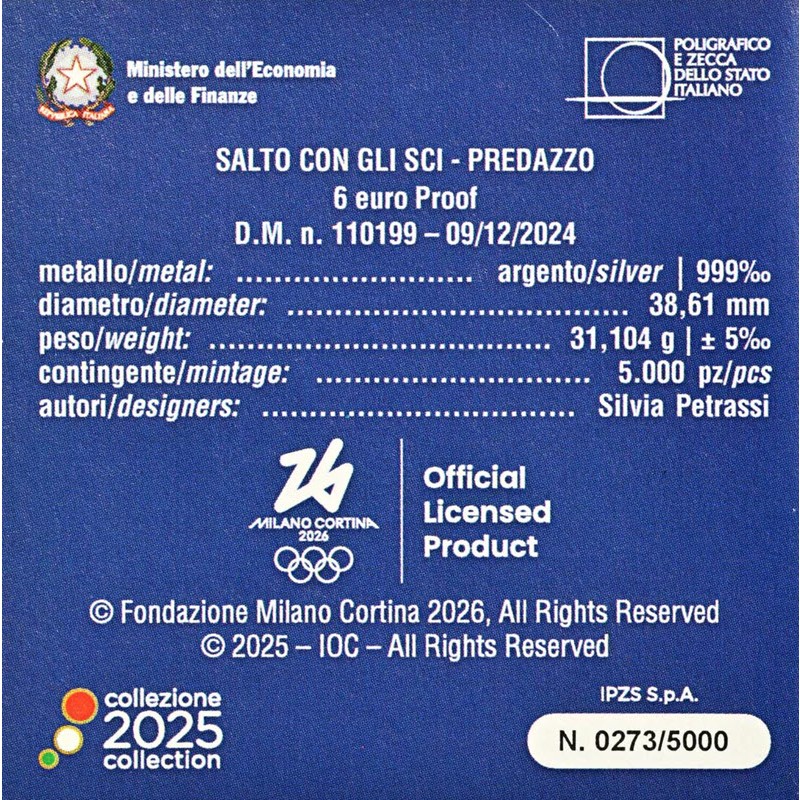 Ministero dell'Economia
e delle Finanze
REPUBBLICA ITALIANA
POLIGRAFICO
E ZECCA
DELLO STATO
ITALIANO
SALTO CON GLI SCI - PREDAZZO
6 euro Proof
D.M. n. 110199 – 09/12/2024
metallo/metal: ........................... argento/silver | 999‰
diametro/diameter: ..................................... 38,61 mm
peso/weight: ..................................... 31,104 g | ± 5‰
contingente/mintage: .............................. 5.000 pz/pcs
autori/designers: .................................. Silvia Petrassi
26
MILANO CORTINA
2026
Official
Licensed
Product
© Fondazione Milano Cortina 2026, All Rights Reserved
© 2025 – IOC – All Rights Reserved
collezione
2025
collection
IPZS S.p.A.
N. 0273/5000